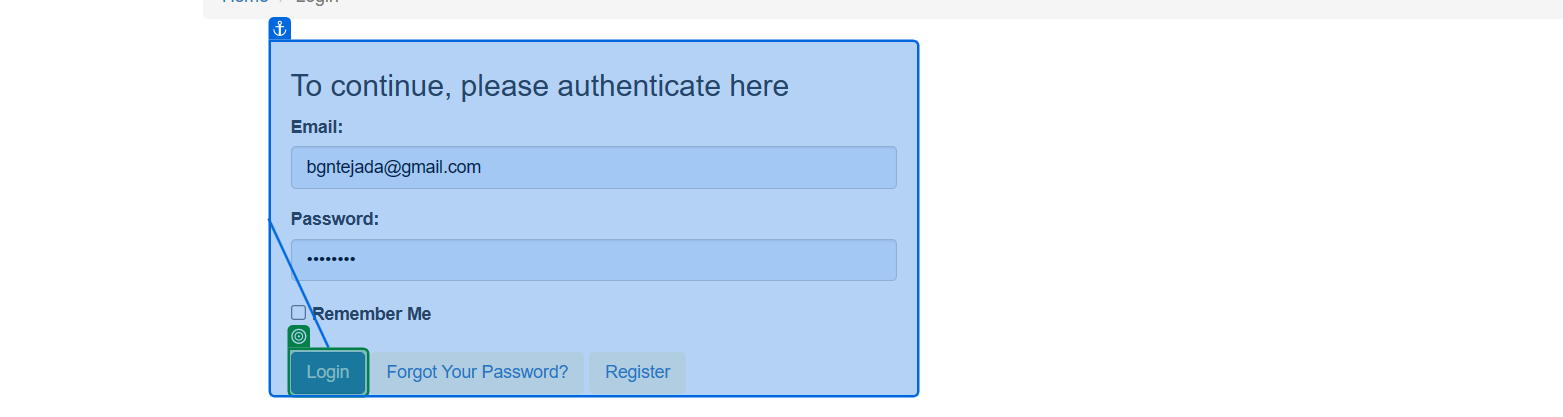 Home / Login
To continue, please authenticate here
Email:
bgntejada@gmail.com
Password:
••••••••
Remember Me
Login Forgot Your Password? Register